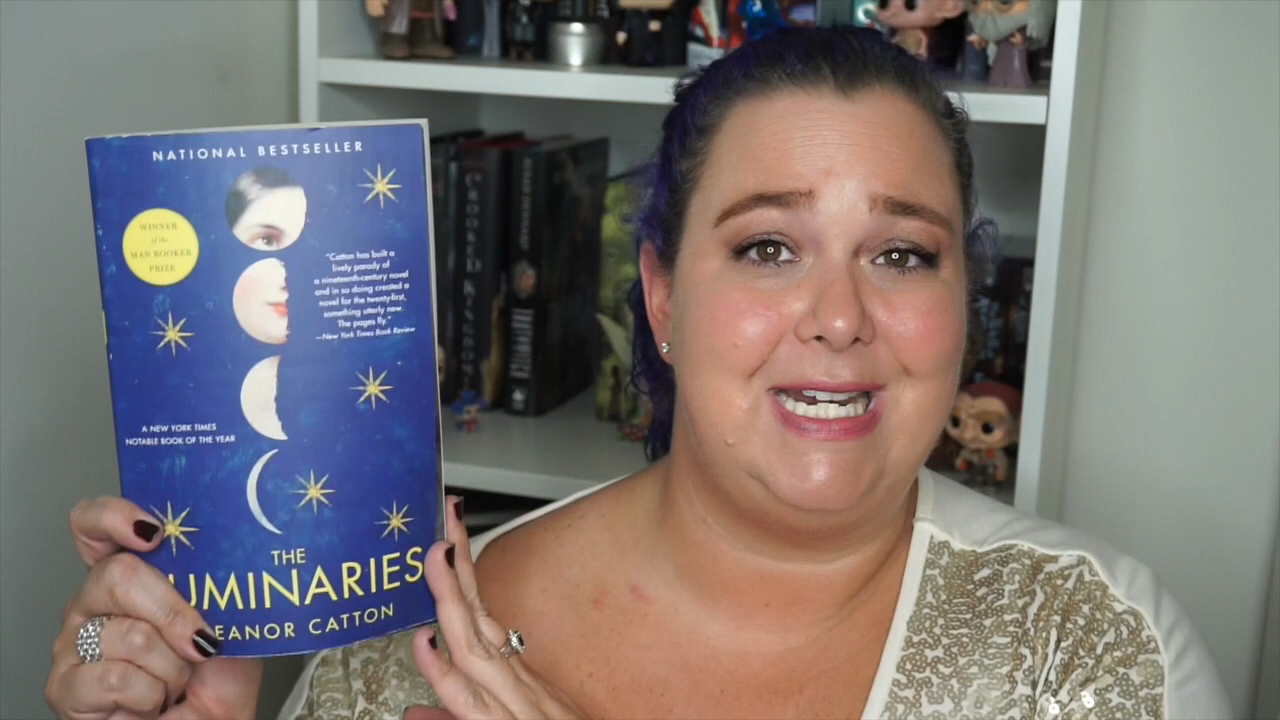 NATIONAL BESTSELLER
WINNER
of the
MAN BOOKER
PRIZE
"Catton has built a
lively parody of
a nineteenth-century novel
and in so doing created a
novel for the twenty-first,
something utterly new.
The pages fly."
—New York Times Book Review
A NEW YORK TIMES
NOTABLE BOOK OF THE YEAR
THE
UMINARIES
EANOR CATTON
CROOKED KINGDOM